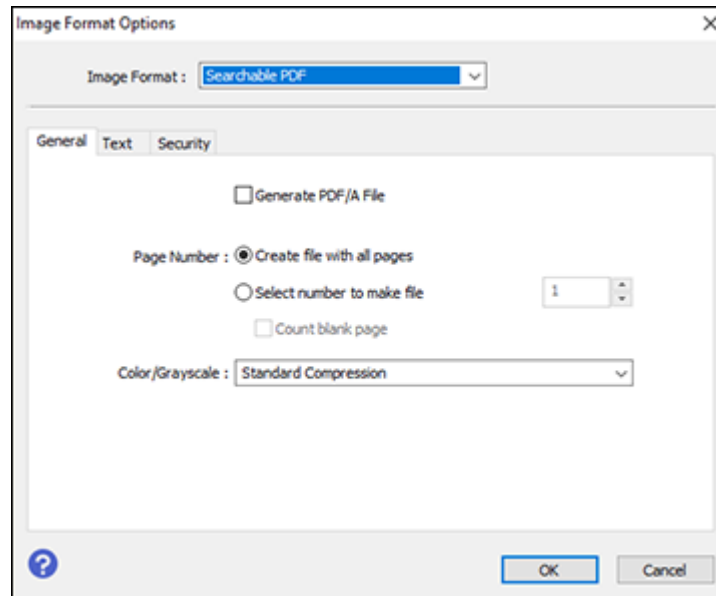 Image Format Options
Image Format : Searchable PDF
General Text Security
Generate PDF/A File
Page Number : Create file with all pages
Select number to make file 1
Count blank page
Color/Grayscale : Standard Compression
? OK Cancel